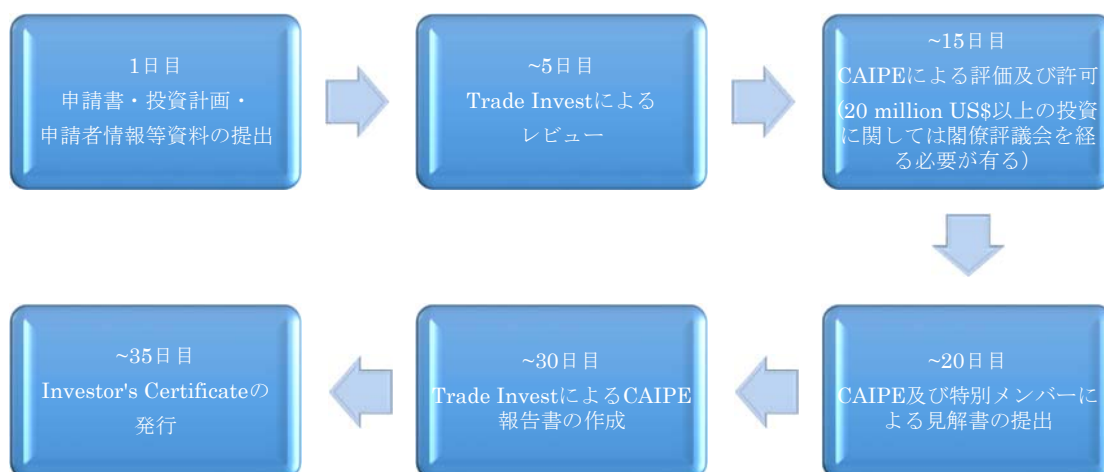 1日目
申請書・投資計画・
申請者情報等資料の提出
~5日目
Trade Investによる
レビュー
~15日目
CAIPEによる評価及び許可
(20 million US$以上の投資
に関しては閣僚評議会を経
る必要が有る)
~20日目
CAIPE及び特別メンバーに
よる見解書の提出
~30日目
Trade InvestによるCAIPE
報告書の作成
~35日目
Investor's Certificateの
発行